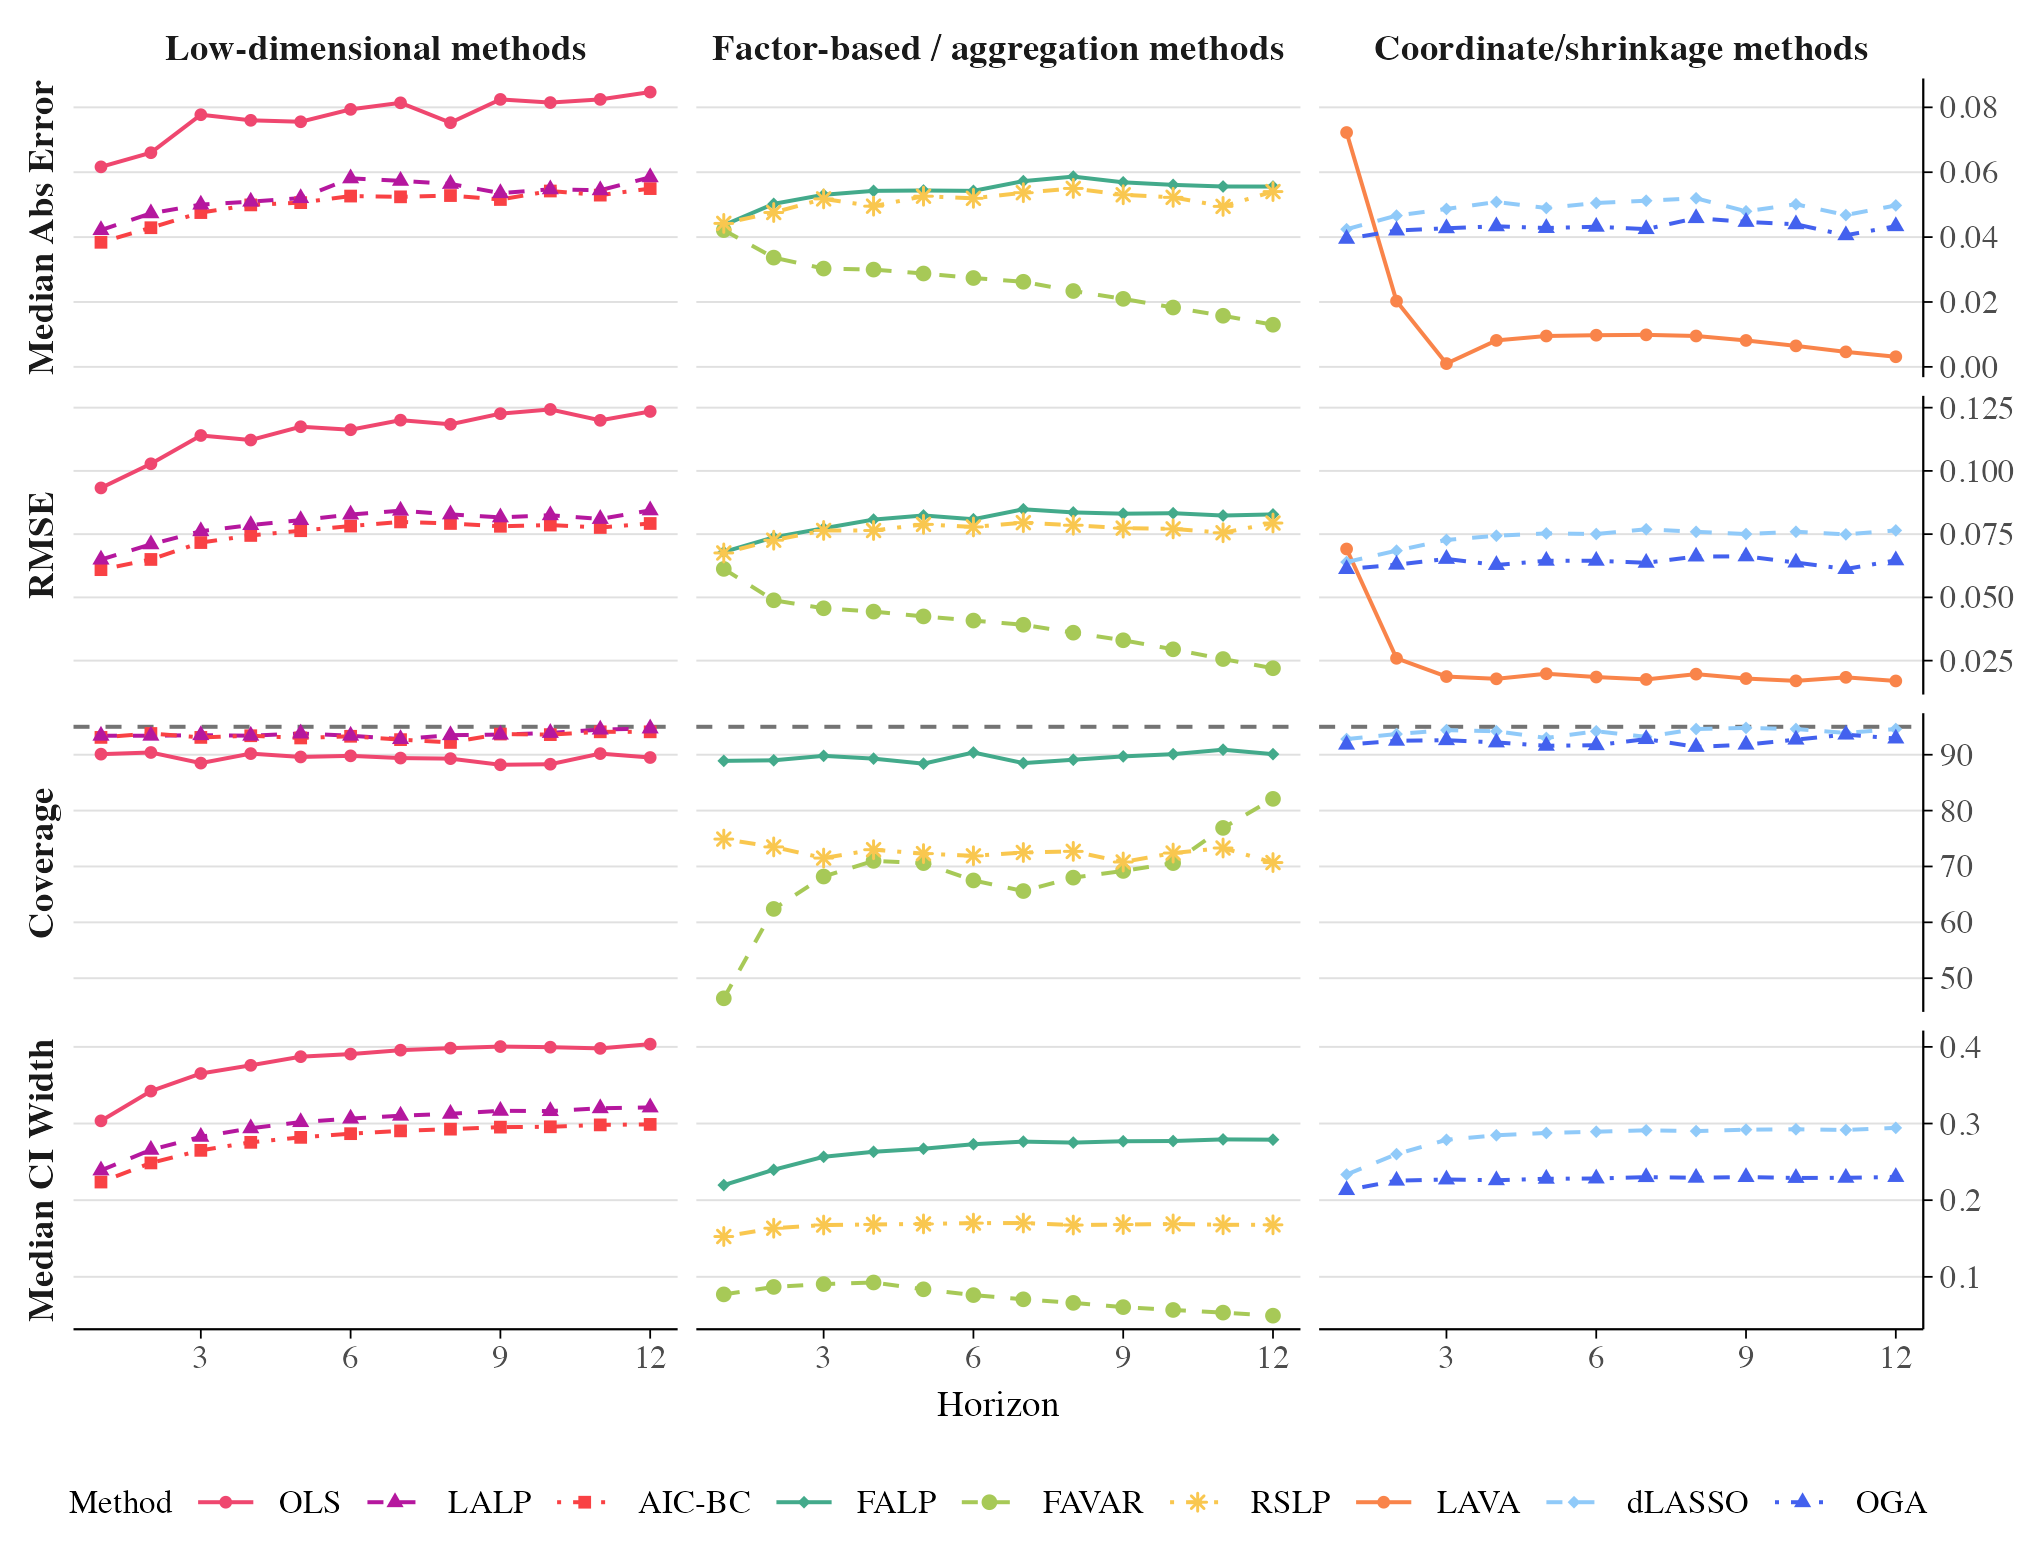 Low-dimensional methods
Factor-based / aggregation methods
Coordinate/shrinkage methods
Median Abs Error
0.08
0.06
0.04
0.02
0.00
RMSE
0.125
0.100
0.075
0.050
0.025
Coverage
90
80
70
60
50
Median CI Width
0.4
0.3
0.2
0.1
3 6 9 12
3 6 9 12
3 6 9 12
Horizon
Method OLS LALP AIC-BC FALP FAVAR RSLP LAVA dLASSO OGA